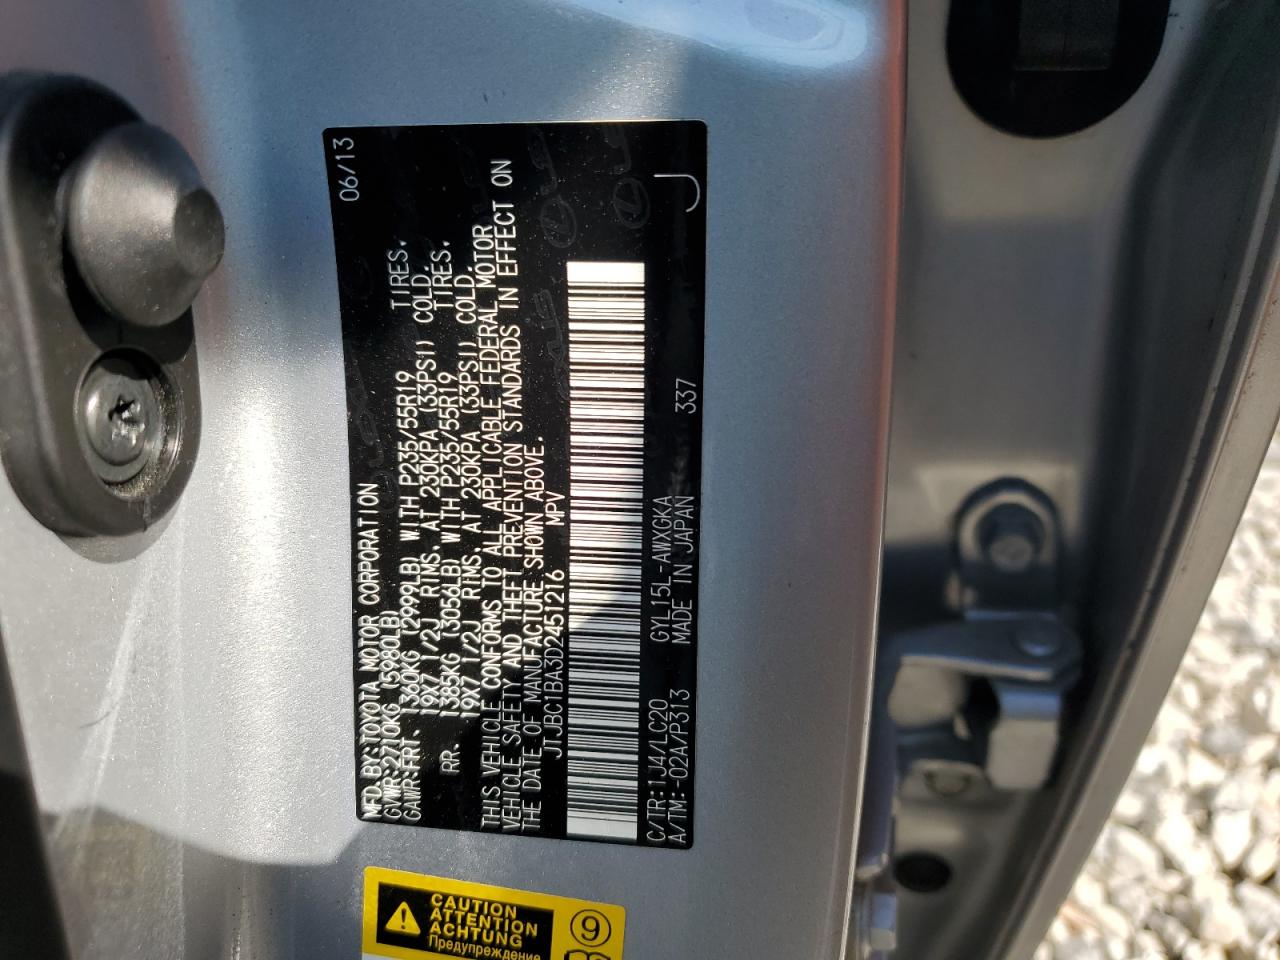 06/13
MFD.BY:TOYOTA MOTOR CORPORATION
GVWR:2710KG (5980LB)
GAWR:FRT. 1360KG (2999LB) WITH P235/55R19 TIRES.
19X7 1/2J RIMS. AT 230KPA (33PSI) COLD.
RR. 1385KG (3056LB) WITH P235/55R19 TIRES.
19X7 1/2J RIMS. AT 230KPA (33PSI) COLD.
THIS VEHICLE CONFORMS TO ALL APPLICABLE FEDERAL MOTOR
VEHICLE SAFETY AND THEFT PREVENTION STANDARDS IN EFFECT ON
THE DATE OF MANUFACTURE SHOWN ABOVE.
JTJBC1BA3D2451216 MPV
C/TR:1J4/LC20 GYL15L-AWXGKA 337 J
A/TM:-02A/P313 MADE IN JAPAN
CAUTION
ATTENTION
ACHTUNG
Предупреждение
9